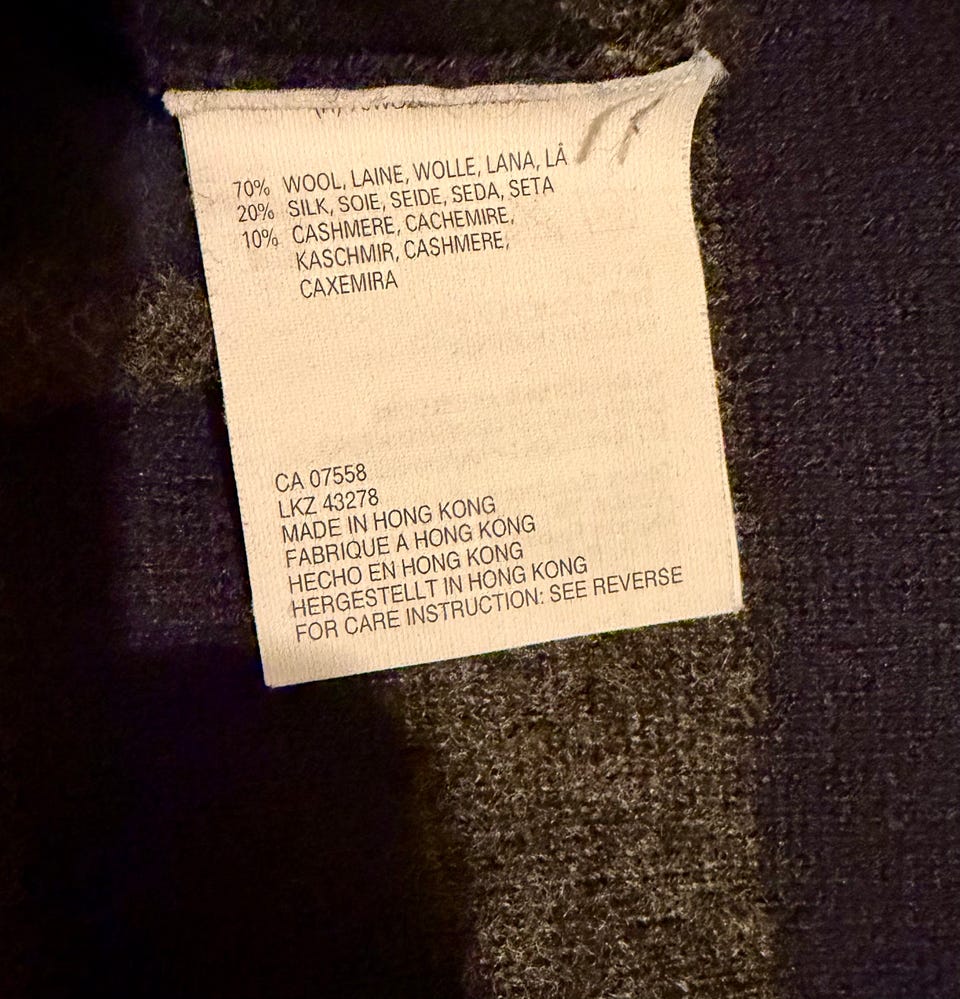 70% WOOL, LAINE, WOLLE, LANA, LÂ
20% SILK, SOIE, SEIDE, SEDA, SETA
10% CASHMERE, CACHEMIRE,
KASCHMIR, CASHMERE,
CAXEMIRA
CA 07558
LKZ 43278
MADE IN HONG KONG
FABRIQUE A HONG KONG
HECHO EN HONG KONG
HERGESTELLT IN HONG KONG
FOR CARE INSTRUCTION: SEE REVERSE